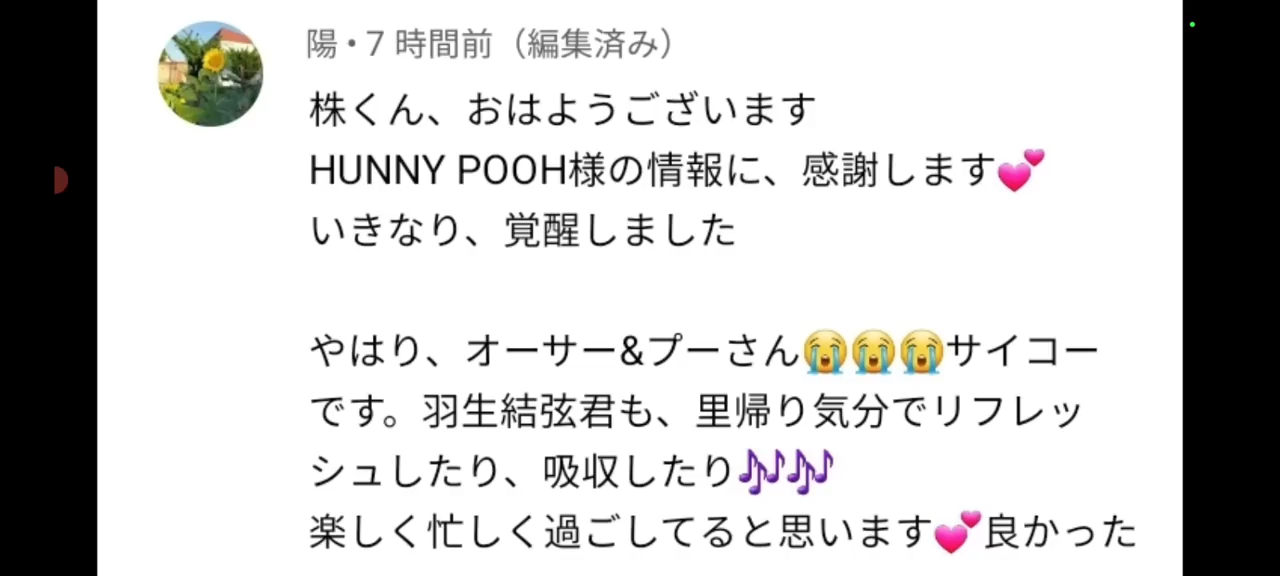 陽・7 時間前（編集済み）
株くん、おはようございます
HUNNY POOH様の情報に、感謝します💕
いきなり、覚醒しました
やはり、オーサー&プーさん😭😭😭サイコー
です。羽生結弦君も、里帰り気分でリフレッ
シュしたり、吸収したり🎶🎶
楽しく忙しく過ごしてると思います💕良かった